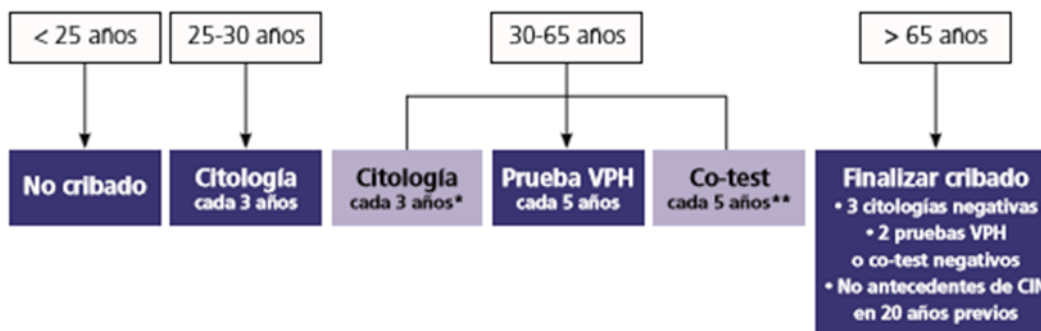 < 25 años
25-30 años
30-65 años
> 65 años
No cribado
Citología
cada 3 años
Citología
cada 3 años*
Prueba VPH
cada 5 años
Co-test
cada 5 años**
Finalizar cribado
• 3 citologías negativas
• 2 pruebas VPH
o co-test negativos
• No antecedentes de CIN
en 20 años previos